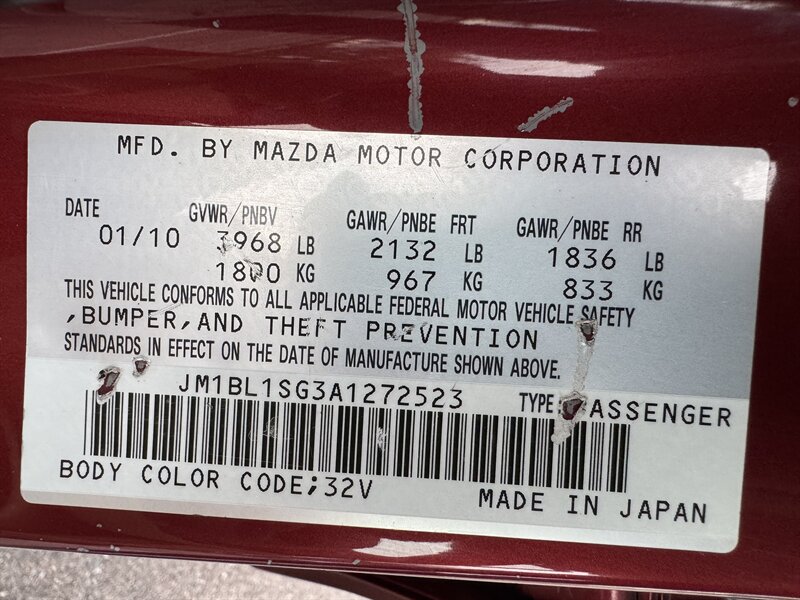 MFD. BY MAZDA MOTOR CORPORATION
DATE GVWR/PNBV GAWR/PNBE FRT GAWR/PNBE RR
01/10 3968 LB 2132 LB 1836 LB
1800 KG 967 KG 833 KG
THIS VEHICLE CONFORMS TO ALL APPLICABLE FEDERAL MOTOR VEHICLE SAFETY
,BUMPER,AND THEFT PREVENTION
STANDARDS IN EFFECT ON THE DATE OF MANUFACTURE SHOWN ABOVE.
JM1BL1SG3A1272523 TYPE: PASSENGER
BODY COLOR CODE;32V MADE IN JAPAN